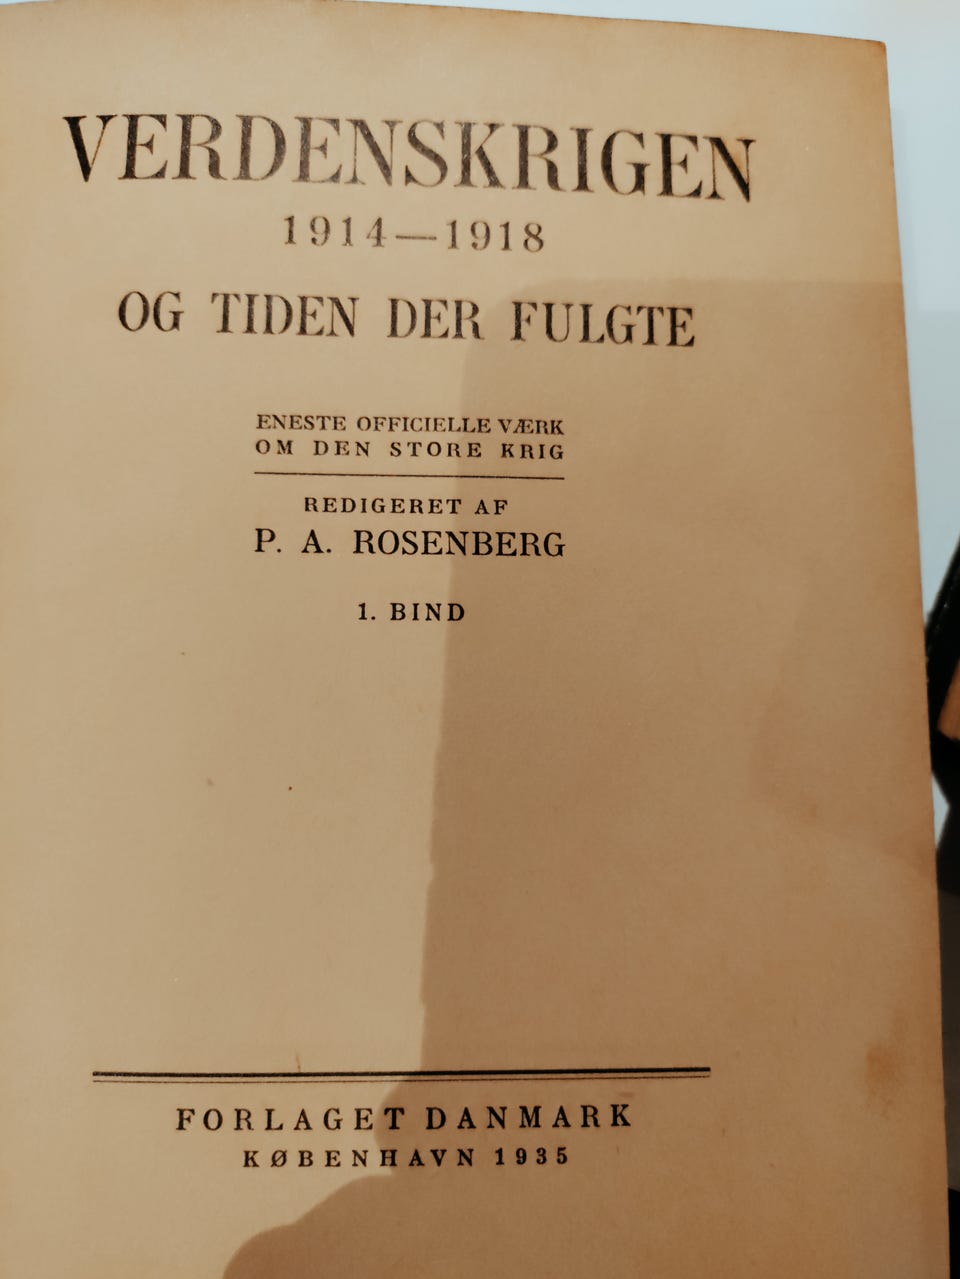 VERDENSKRIGEN
1914—1918
OG TIDEN DER FULGTE
ENESTE OFFICIELLE VÆRK
OM DEN STORE KRIG
REDIGERET AF
P. A. ROSENBERG
1. BIND
FORLAGET DANMARK
KØBENHAVN 1935